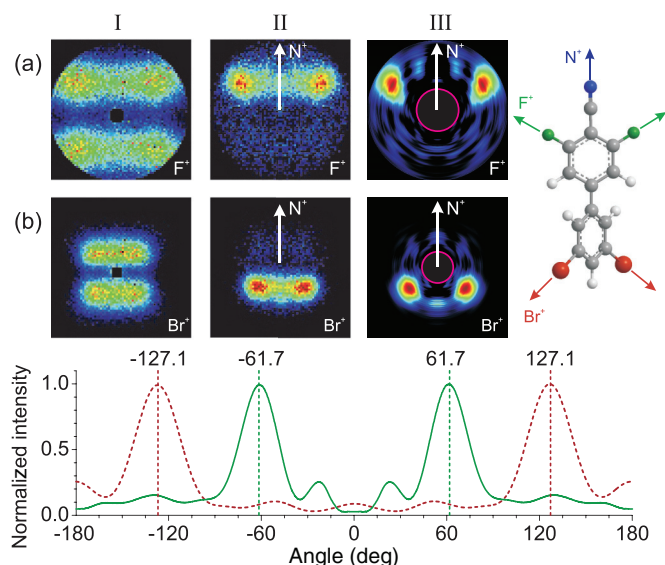 I II III
(a) N⁺ N⁺ N⁺
F⁺ F⁺ F⁺ F⁺
(b) N⁺ N⁺
Br⁺ Br⁺ Br⁺ Br⁺
-127.1 -61.7 61.7 127.1
Normalized intensity
1.0
0.5
0.0
-180 -120 -60 0 60 120 180
Angle (deg)